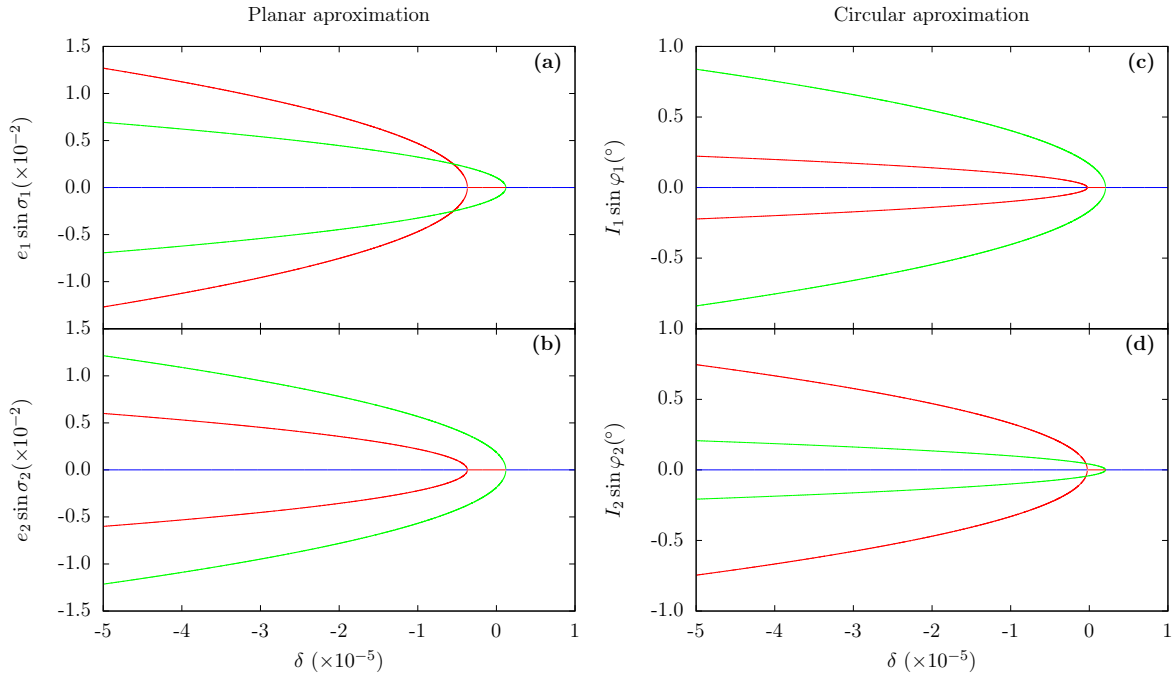 Planar aproximation
Circular aproximation
(a)
1.5
1.0
0.5
0.0
-0.5
-1.0
1.5
e₁ sin σ₁(×10⁻²)
(b)
1.0
0.5
0.0
-0.5
-1.0
-1.5
e₂ sin σ₂(×10⁻²)
-5 -4 -3 -2 -1 0 1
δ (×10⁻⁵)
(c)
1.0
0.5
0.0
-0.5
1.0
I₁ sin φ₁(°)
(d)
0.5
0.0
-0.5
-1.0
I₂ sin φ₂(°)
-5 -4 -3 -2 -1 0 1
δ (×10⁻⁵)